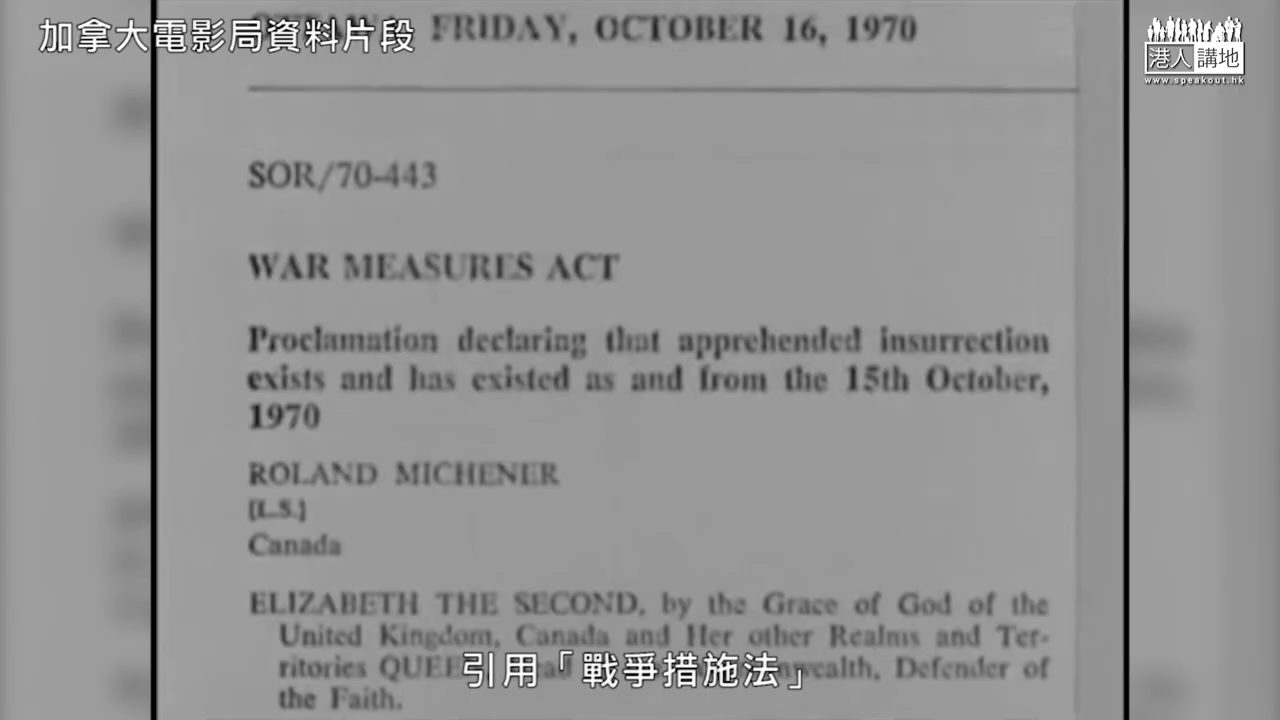 加拿大電影局資料片段
FRIDAY, OCTOBER 16, 1970
港人講地
www.speakout.hk
SOR/70-443
WAR MEASURES ACT
Proclamation declaring that apprehended insurrection
exists and has existed as and from the 15th October,
1970
ROLAND MICHENER
[L.S.]
Canada
ELIZABETH THE SECOND, by the Grace of God of the
United Kingdom, Canada and Her other Realms and Ter-
ritories Defender of
the Faith.
引用「戰爭措施法」